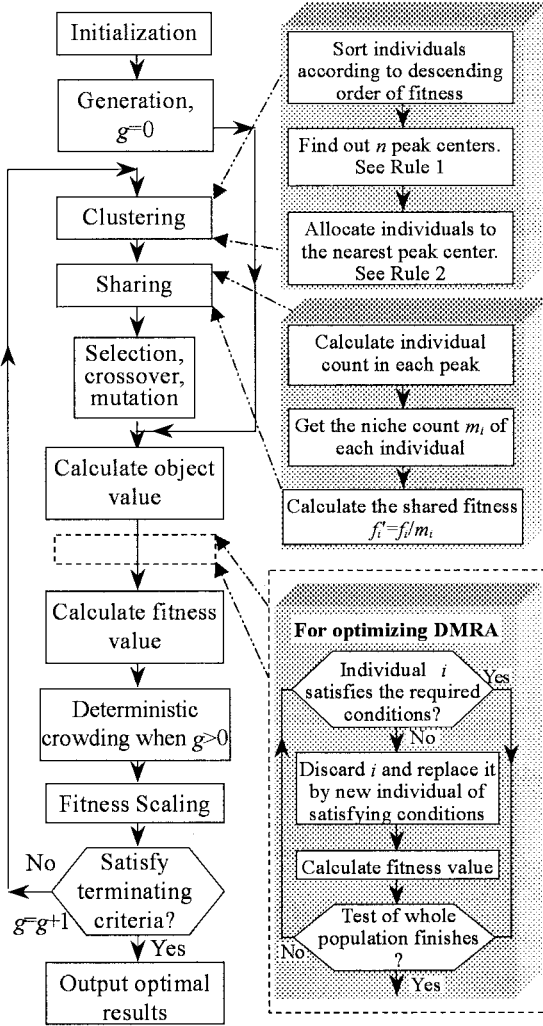 Initialization
Generation,
g=0
Clustering
Sharing
Selection,
crossover,
mutation
Calculate object
value
Calculate fitness
value
Deterministic
crowding when g>0
Fitness Scaling
No
Satisfy
terminating
criteria?
g=g+1
Yes
Output optimal
results
Sort individuals
according to descending
order of fitness
Find out n peak centers.
See Rule 1
Allocate individuals to
the nearest peak center.
See Rule 2
Calculate individual
count in each peak
Get the niche count mi of
each individual
Calculate the shared fitness
fi'=fi/mi
For optimizing DMRA
Individual i
satisfies the required
conditions?
Yes
No
Discard i and replace it
by new individual of
satisfying conditions
Calculate fitness value
Test of whole
population finishes
?
No
Yes